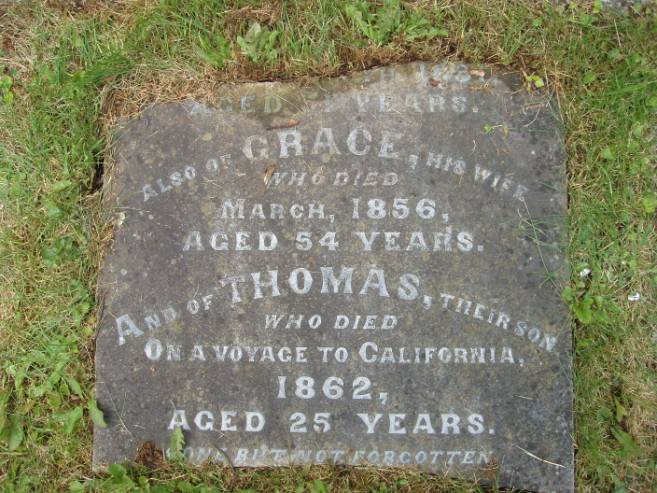 AGED YEARS.
ALSO OF GRACE, HIS WIFE
WHO DIED
MARCH, 1856,
AGED 54 YEARS.
AND OF THOMAS, THEIR SON
WHO DIED
ON A VOYAGE TO CALIFORNIA,
1862,
AGED 25 YEARS.
GONE BUT NOT FORGOTTEN